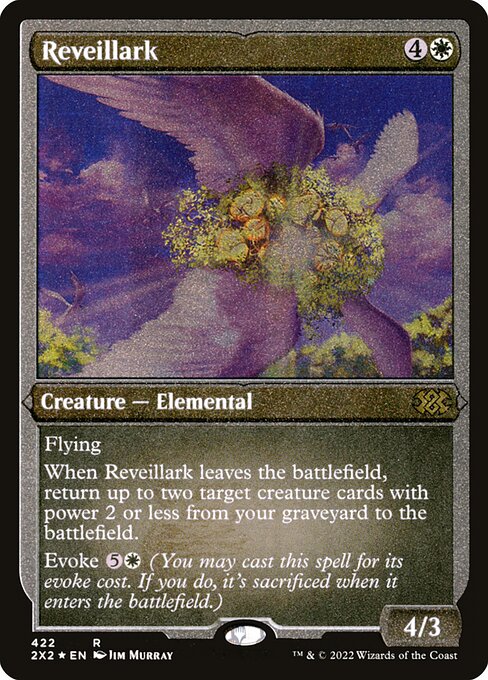 Reveillark 4
Creature — Elemental
Flying
When Reveillark leaves the battlefield,
return up to two target creature cards with
power 2 or less from your graveyard to the
battlefield.
Evoke 5 (You may cast this spell for its
evoke cost. If you do, it's sacrificed when it
enters the battlefield.)
4/3
422 R
2X2 ★ EN Jim Murray
™ & © 2022 Wizards of the Coast